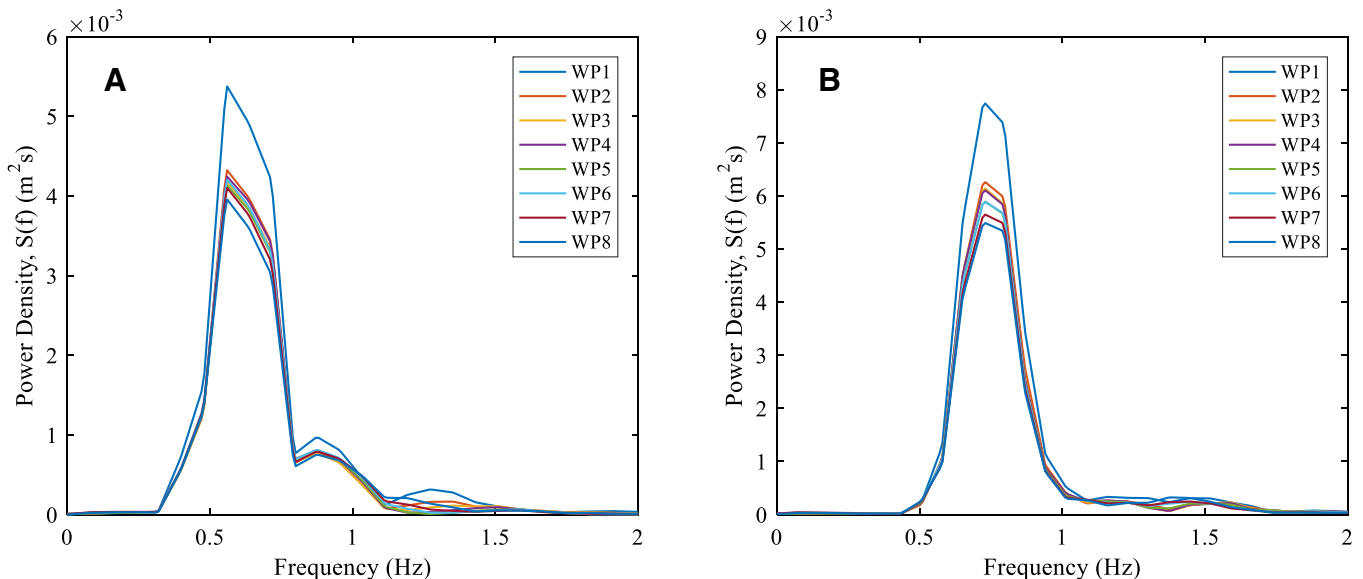 ×10⁻³
6
5
4
3
2
1
0
Power Density, S(f) (m²s)
A
WP1
WP2
WP3
WP4
WP5
WP6
WP7
WP8
0
0.5
1
1.5
2
Frequency (Hz)
×10⁻³
9
8
7
6
5
4
3
2
1
0
Power Density, S(f) (m²s)
B
WP1
WP2
WP3
WP4
WP5
WP6
WP7
WP8
0
0.5
1
1.5
2
Frequency (Hz)